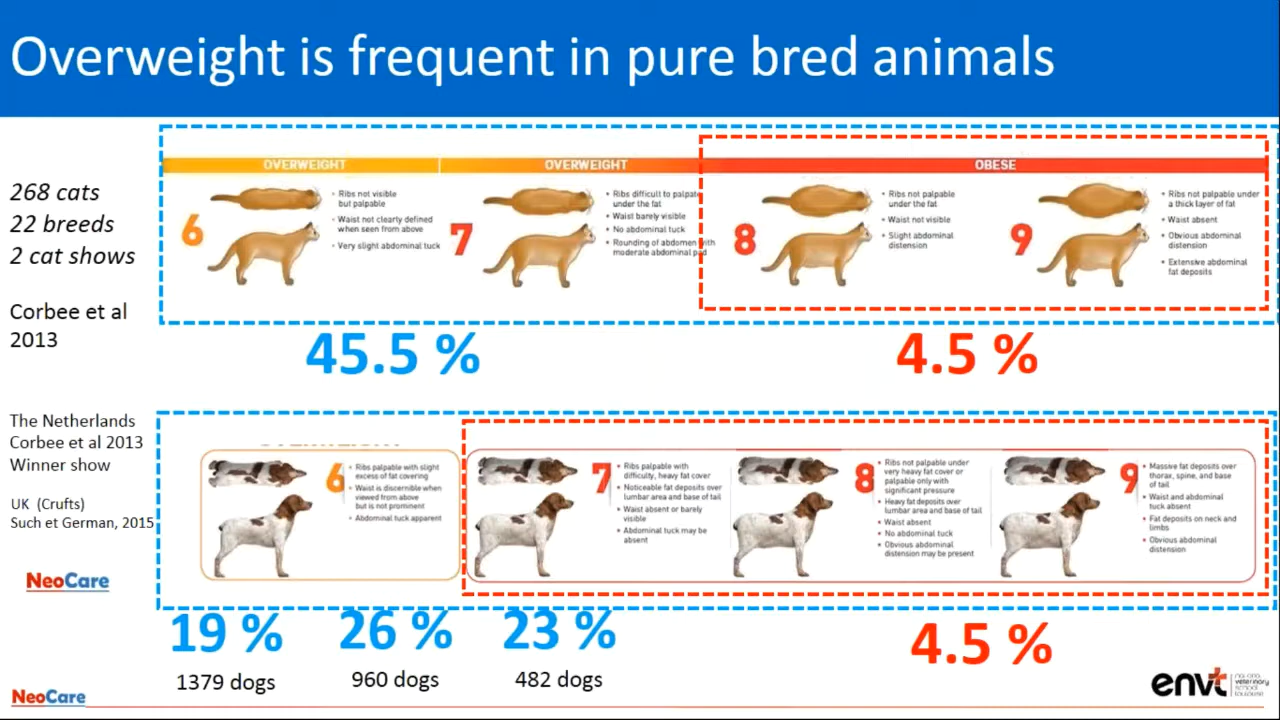 Overweight is frequent in pure bred animals
268 cats
22 breeds
2 cat shows
Corbee et al
2013
OVERWEIGHT
6
• Ribs not visible
but palpable
• Waist not clearly defined
when seen from above
• Very slight abdominal tuck
OVERWEIGHT
7
• Ribs difficult to palpate
under the fat
• Waist barely visible
• No abdominal tuck
• Rounding of abdomen with
moderate abdominal pad
OBESE
8
• Ribs not palpable
under the fat
• Waist not visible
• Slight abdominal
distension
9
• Ribs not palpable under
a thick layer of fat
• Waist absent
• Obvious abdominal
distension
• Extensive abdominal
fat deposits
45.5 %
4.5 %
The Netherlands
Corbee et al 2013
Winner show
UK (Crufts)
Such et German, 2015
NeoCare
6
• Ribs palpable with slight
excess of fat covering
• Waist is discernible when
viewed from above
but is not prominent
• Abdominal tuck apparent
7
• Ribs palpable with
difficulty, heavy fat cover
• Noticeable fat deposits over
lumbar area and base of tail
• Waist absent or barely
visible
• Abdominal tuck may be
absent
8
• Ribs not palpable under
very heavy fat cover or
palpable only with
significant pressure
• Heavy fat deposits over
lumbar area and base of tail
• Waist absent
• No abdominal tuck
• Obvious abdominal
distension may be present
9
• Massive fat deposits over
thorax, spine, and base
of tail
• Waist and abdominal
tuck absent
• Fat deposits on neck and
limbs
• Obvious abdominal
distension
19 %
26 %
23 %
4.5 %
1379 dogs
960 dogs
482 dogs
NeoCare
envt
veterinary
school
toulouse